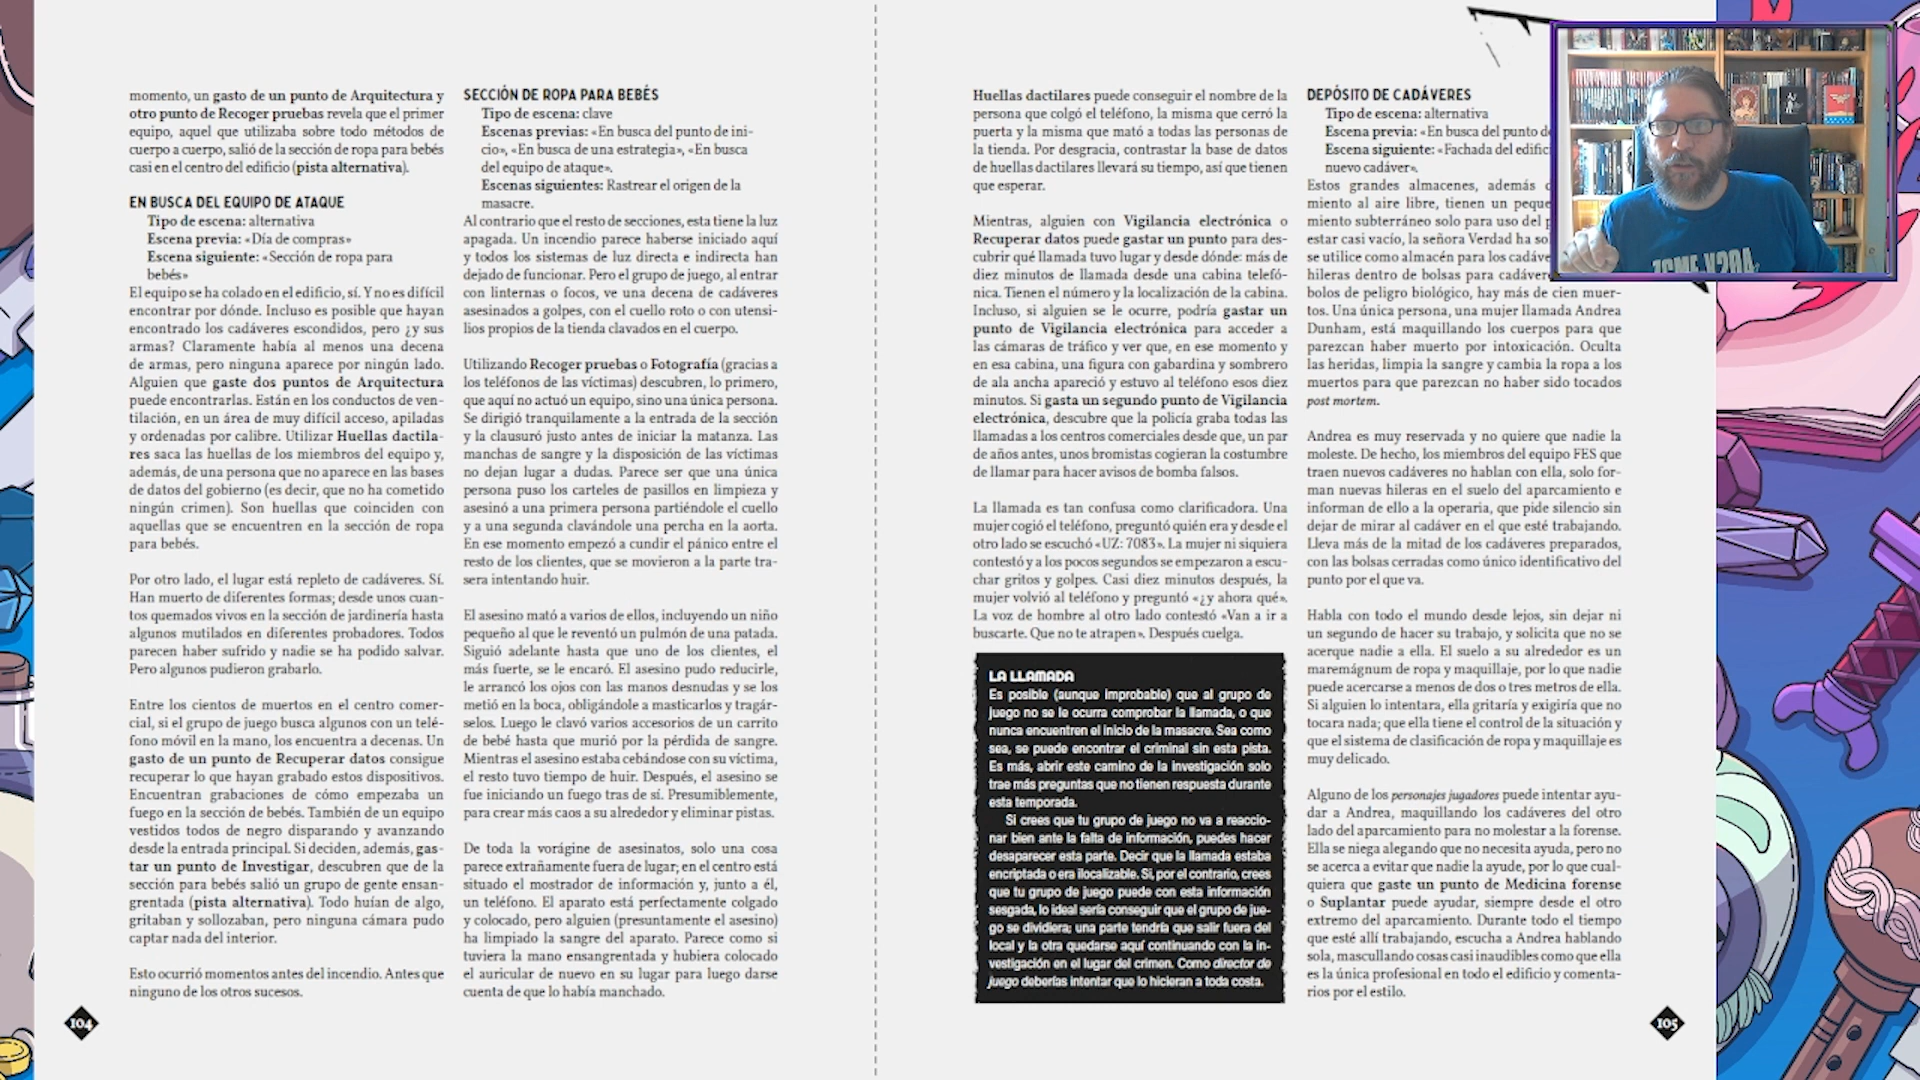 momento, un gasto de un punto de Arquitectura y
otro punto de Recoger pruebas revela que el primer
equipo, aquel que utilizaba sobre todo métodos de
cuerpo a cuerpo, salió de la sección de ropa para bebés
casi en el centro del edificio (pista alternativa).
EN BUSCA DEL EQUIPO DE ATAQUE
Tipo de escena: alternativa
Escena previa: «Día de compras»
Escena siguiente: «Sección de ropa para
bebés»
El equipo se ha colado en el edificio, sí. Y no es difícil
encontrar por dónde. Incluso es posible que hayan
encontrado los cadáveres escondidos, pero ¿y sus
armas? Claramente había al menos una decena
de armas, pero ninguna aparece por ningún lado.
Alguien que gaste dos puntos de Arquitectura
puede encontrarlas. Están en los conductos de ven-
tilación, en un área de muy difícil acceso, apiladas
y ordenadas por calibre. Utilizar Huellas dactila-
res saca las huellas de los miembros del equipo y,
además, de una persona que no aparece en las bases
de datos del gobierno (es decir, que no ha cometido
ningún crimen). Son huellas que coinciden con
aquellas que se encuentren en la sección de ropa
para bebés.
Por otro lado, el lugar está repleto de cadáveres. Sí.
Han muerto de diferentes formas; desde unos cuan-
tos quemados vivos en la sección de jardinería hasta
algunos mutilados en diferentes probadores. Todos
parecen haber sufrido y nadie se ha podido salvar.
Pero algunos pudieron grabarlo.
Entre los cientos de muertos en el centro comer-
cial, si el grupo de juego busca algunos con un telé-
fono móvil en la mano, los encuentra a decenas. Un
gasto de un punto de Recuperar datos consigue
recuperar lo que hayan grabado estos dispositivos.
Encuentran grabaciones de cómo empezaba un
fuego en la sección de bebés. También de un equipo
vestidos todos de negro disparando y avanzando
desde la entrada principal. Si deciden, además, gas-
tar un punto de Investigar, descubren que de la
sección para bebés salió un grupo de gente ensan-
grentada (pista alternativa). Todo huían de algo,
gritaban y sollozaban, pero ninguna cámara pudo
captar nada del interior.
Esto ocurrió momentos antes del incendio. Antes que
ninguno de los otros sucesos.
104
SECCIÓN DE ROPA PARA BEBÉS
Tipo de escena: clave
Escenas previas: «En busca del punto de ini-
cio», «En busca de una estrategia», «En busca
del equipo de ataque».
Escenas siguientes: Rastrear el origen de la
masacre.
Al contrario que el resto de secciones, esta tiene la luz
apagada. Un incendio parece haberse iniciado aquí
y todos los sistemas de luz directa e indirecta han
dejado de funcionar. Pero el grupo de juego, al entrar
con linternas o focos, ve una decena de cadáveres
asesinados a golpes, con el cuello roto o con utensi-
lios propios de la tienda clavados en el cuerpo.
Utilizando Recoger pruebas o Fotografía (gracias a
los teléfonos de las víctimas) descubren, lo primero,
que aquí no actuó un equipo, sino una única persona.
Se dirigió tranquilamente a la entrada de la sección
y la clausuró justo antes de iniciar la matanza. Las
manchas de sangre y la disposición de las víctimas
no dejan lugar a dudas. Parece ser que una única
persona puso los carteles de pasillos en limpieza y
asesinó a una primera persona partiéndole el cuello
y a una segunda clavándole una percha en la aorta.
En ese momento empezó a cundir el pánico entre el
resto de los clientes, que se movieron a la parte tra-
sera intentando huir.
El asesino mató a varios de ellos, incluyendo un niño
pequeño al que le reventó un pulmón de una patada.
Siguió adelante hasta que uno de los clientes, el
más fuerte, se le encaró. El asesino pudo reducirle,
le arrancó los ojos con las manos desnudas y se los
metió en la boca, obligándole a masticarlos y tragár-
selos. Luego le clavó varios accesorios de un carrito
de bebé hasta que murió por la pérdida de sangre.
Mientras el asesino estaba cebándose con su víctima,
el resto tuvo tiempo de huir. Después, el asesino se
fue iniciando un fuego tras de sí. Presumiblemente,
para crear más caos a su alrededor y eliminar pistas.
De toda la vorágine de asesinatos, solo una cosa
parece extrañamente fuera de lugar; en el centro está
situado el mostrador de información y, junto a él,
un teléfono. El aparato está perfectamente colgado
y colocado, pero alguien (presuntamente el asesino)
ha limpiado la sangre del aparato. Parece como si
tuviera la mano ensangrentada y hubiera colocado
el auricular de nuevo en su lugar para luego darse
cuenta de que lo había manchado.
Huellas dactilares puede conseguir el nombre de la
persona que colgó el teléfono, la misma que cerró la
puerta y la misma que mató a todas las personas de
la tienda. Por desgracia, contrastar la base de datos
de huellas dactilares llevará su tiempo, así que tienen
que esperar.
Mientras, alguien con Vigilancia electrónica o
Recuperar datos puede gastar un punto para des-
cubrir qué llamada tuvo lugar y desde dónde: más de
diez minutos de llamada desde una cabina telefó-
nica. Tienen el número y la localización de la cabina.
Incluso, si alguien se le ocurre, podría gastar un
punto de Vigilancia electrónica para acceder a
las cámaras de tráfico y ver que, en ese momento y
en esa cabina, una figura con gabardina y sombrero
de ala ancha apareció y estuvo al teléfono esos diez
minutos. Si gasta un segundo punto de Vigilancia
electrónica, descubre que la policía graba todas las
llamadas a los centros comerciales desde que, un par
de años antes, unos bromistas cogieran la costumbre
de llamar para hacer avisos de bomba falsos.
La llamada es tan confusa como clarificadora. Una
mujer cogió el teléfono, preguntó quién era y desde el
otro lado se escuchó «UZ: 7083». La mujer ni siquiera
contestó y a los pocos segundos se empezaron a escu-
char gritos y golpes. Casi diez minutos después, la
mujer volvió al teléfono y preguntó «¿y ahora qué».
La voz de hombre al otro lado contestó «Van a ir a
buscarte. Que no te atrapen». Después cuelga.
LA LLAMADA
Es posible (aunque improbable) que al grupo de
juego no se le ocurra comprobar la llamada, o que
nunca encuentren el inicio de la masacre. Sea como
sea, se puede encontrar el criminal sin esta pista.
Es más, abrir este camino de la investigación solo
trae más preguntas que no tienen respuesta durante
esta temporada.
Si crees que tu grupo de juego no va a reaccio-
nar bien ante la falta de información, puedes hacer
desaparecer esta parte. Decir que la llamada estaba
encriptada o era ilocalizable. Si, por el contrario, crees
que tu grupo de juego puede con esta información
sesgada, lo ideal sería conseguir que el grupo de jue-
go se dividiera; una parte tendría que salir fuera del
local y la otra quedarse aquí continuando con la in-
vestigación en el lugar del crimen. Como director de
juego deberías intentar que lo hicieran a toda costa.
DEPÓSITO DE CADÁVERES
Tipo de escena: alternativa
Escena previa: «En busca del punto de
Escena siguiente: «Fachada del edifici
nuevo cadáver».
Estos grandes almacenes, además d
miento al aire libre, tienen un peque
miento subterráneo solo para uso del p
estar casi vacío, la señora Verdad ha so
se utilice como almacén para los cadáve
hileras dentro de bolsas para cadáver
bolos de peligro biológico, hay más de cien muer-
tos. Una única persona, una mujer llamada Andrea
Dunham, está maquillando los cuerpos para que
parezcan haber muerto por intoxicación. Oculta
las heridas, limpia la sangre y cambia la ropa a los
muertos para que parezcan no haber sido tocados
post mortem.
Andrea es muy reservada y no quiere que nadie la
moleste. De hecho, los miembros del equipo FES que
traen nuevos cadáveres no hablan con ella, solo for-
man nuevas hileras en el suelo del aparcamiento e
informan de ello a la operaria, que pide silencio sin
dejar de mirar al cadáver en el que esté trabajando.
Lleva más de la mitad de los cadáveres preparados,
con las bolsas cerradas como único identificativo del
punto por el que va.
Habla con todo el mundo desde lejos, sin dejar ni
un segundo de hacer su trabajo, y solicita que no se
acerque nadie a ella. El suelo a su alrededor es un
maremágnum de ropa y maquillaje, por lo que nadie
puede acercarse a menos de dos o tres metros de ella.
Si alguien lo intentara, ella gritaría y exigiría que no
tocara nada; que ella tiene el control de la situación y
que el sistema de clasificación de ropa y maquillaje es
muy delicado.
Alguno de los personajes jugadores puede intentar ayu-
dar a Andrea, maquillando los cadáveres del otro
lado del aparcamiento para no molestar a la forense.
Ella se niega alegando que no necesita ayuda, pero no
se acerca a evitar que nadie la ayude, por lo que cual-
quiera que gaste un punto de Medicina forense
o Suplantar puede ayudar, siempre desde el otro
extremo del aparcamiento. Durante todo el tiempo
que esté allí trabajando, escucha a Andrea hablando
sola, mascullando cosas casi inaudibles como que ella
es la única profesional en todo el edificio y comenta-
rios por el estilo.
105